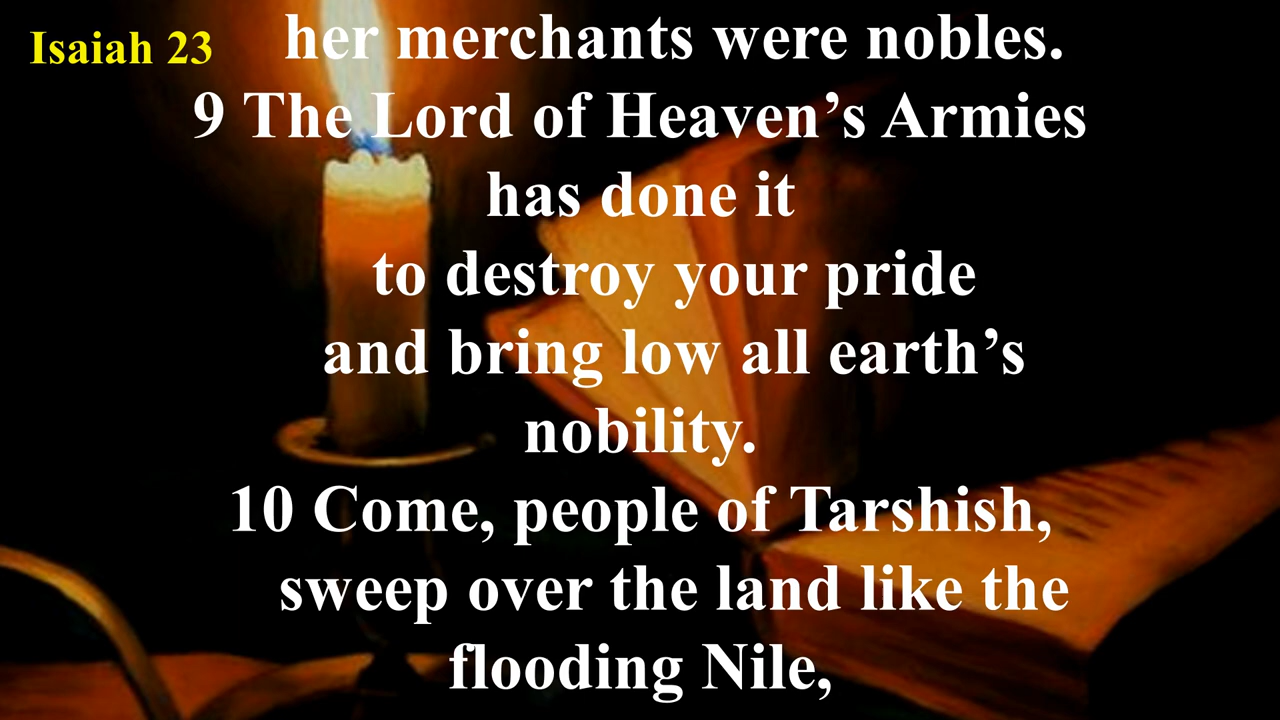 Isaiah 23
her merchants were nobles.
9 The Lord of Heaven’s Armies
has done it
to destroy your pride
and bring low all earth’s
nobility.
10 Come, people of Tarshish,
sweep over the land like the
flooding Nile,